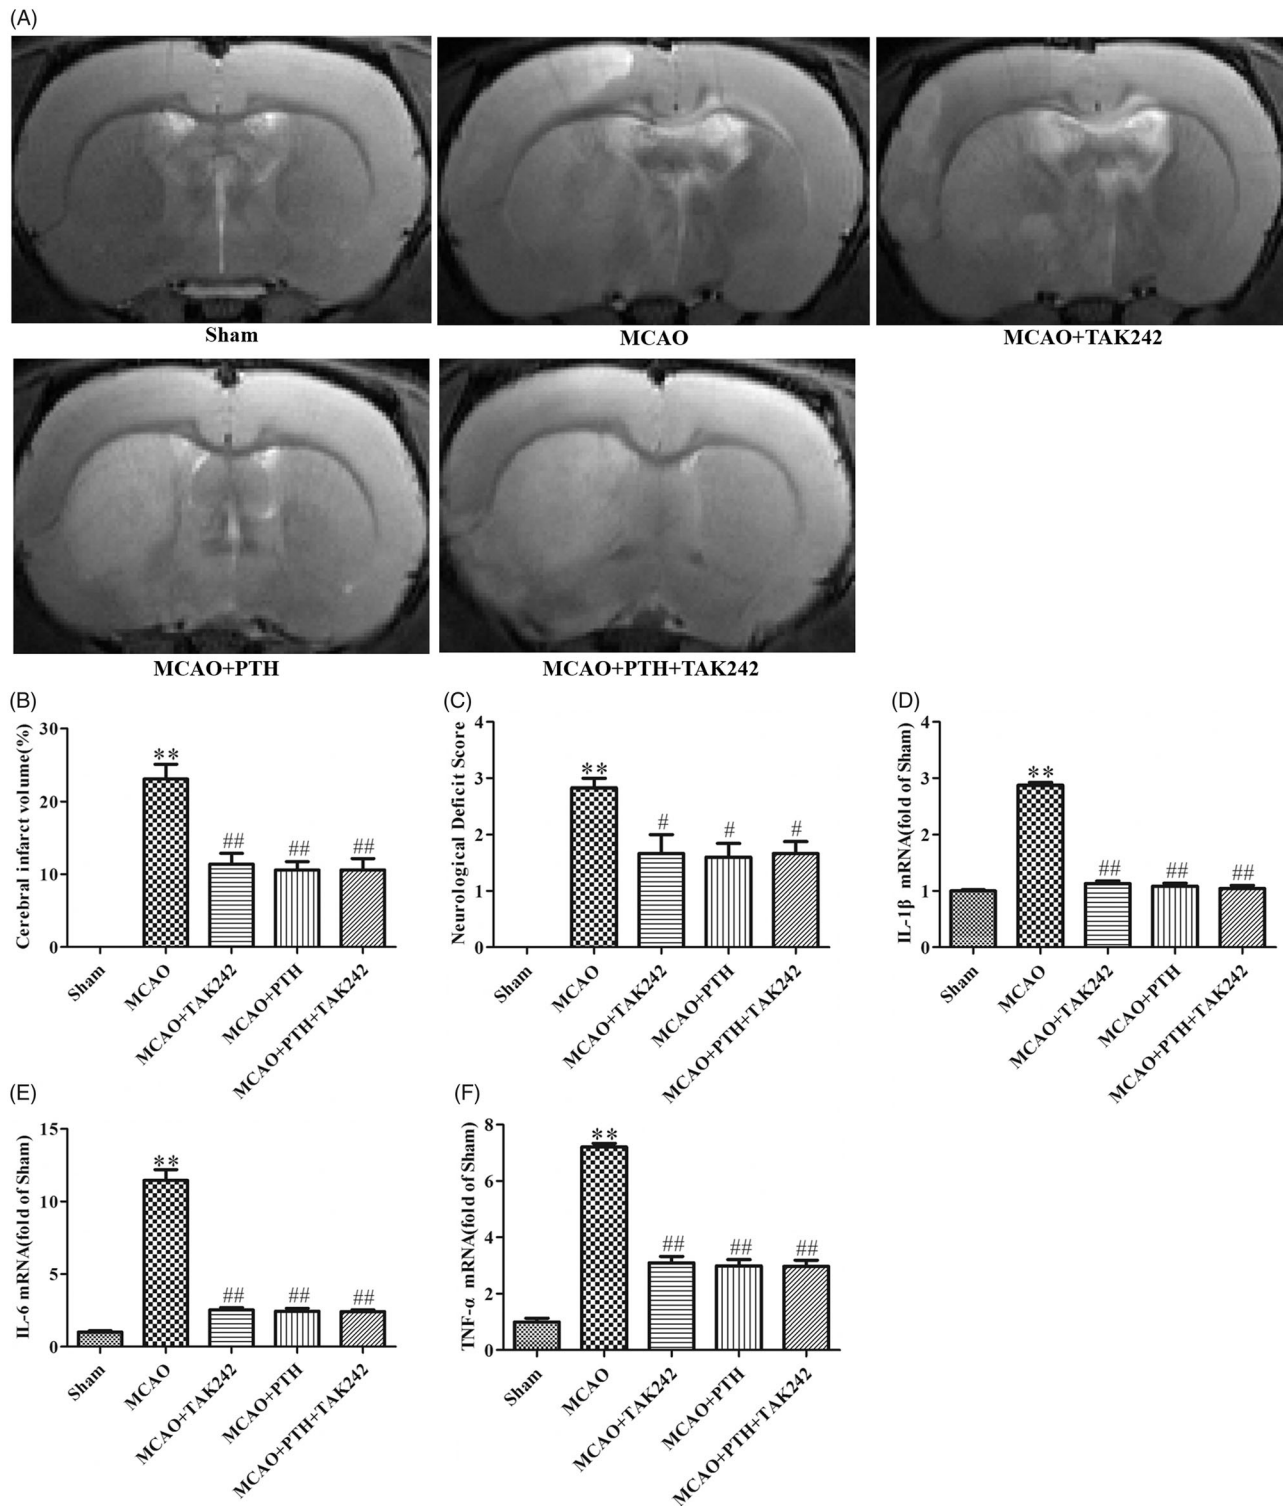 (A)
Sham
MCAO
MCAO+TAK242
MCAO+PTH
MCAO+PTH+TAK242
(B)
Cerebral infarct volume(%)
30
20
10
0
**
##
##
##
Sham
MCAO
MCAO+TAK242
MCAO+PTH
MCAO+PTH+TAK242
(C)
Neurological Deficit Score
4
3
2
1
0
**
#
#
#
Sham
MCAO
MCAO+TAK242
MCAO+PTH
MCAO+PTH+TAK242
(D)
IL-1β mRNA(fold of Sham)
4
3
2
1
0
**
##
##
##
Sham
MCAO
MCAO+TAK242
MCAO+PTH
MCAO+PTH+TAK242
(E)
IL-6 mRNA(fold of Sham)
15
10
5
0
**
##
##
##
Sham
MCAO
MCAO+TAK242
MCAO+PTH
MCAO+PTH+TAK242
(F)
TNF-α mRNA(fold of Sham)
8
6
4
2
0
**
##
##
##
Sham
MCAO
MCAO+TAK242
MCAO+PTH
MCAO+PTH+TAK242